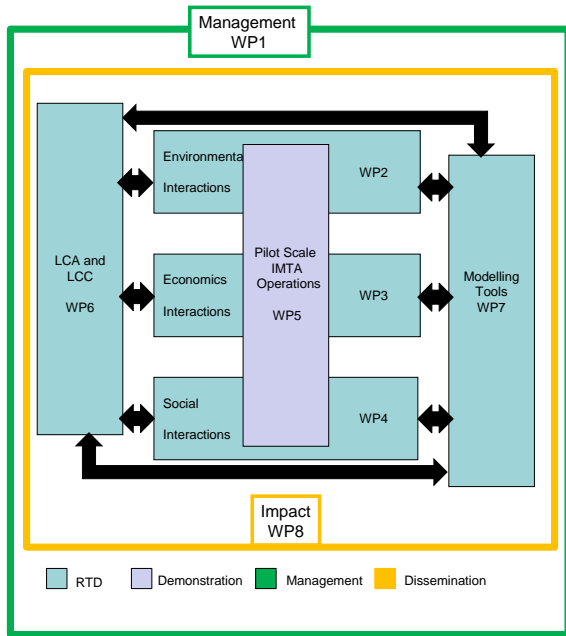 Management
WP1
Environmenta
Interactions
WP2
LCA and
LCC
WP6
Pilot Scale
IMTA
Operations
WP5
Economics
Interactions
WP3
Modelling
Tools
WP7
Social
Interactions
WP4
Impact
WP8
RTD
Demonstration
Management
Dissemination